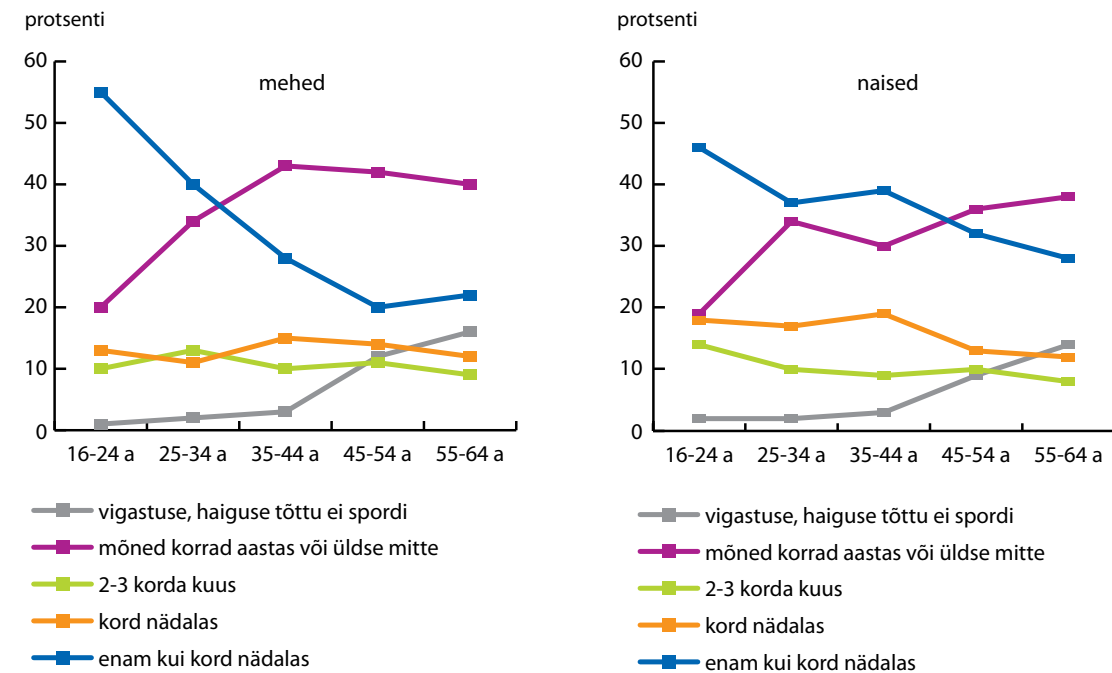 protsenti
mehed
60
50
40
30
20
10
0
16-24 a 25-34 a 35-44 a 45-54 a 55-64 a
vigastuse, haiguse tõttu ei spordi
mõned korrad aastas või üldse mitte
2-3 korda kuus
kord nädalas
enam kui kord nädalas
protsenti
naised
60
50
40
30
20
10
0
16-24 a 25-34 a 35-44 a 45-54 a 55-64 a
vigastuse, haiguse tõttu ei spordi
mõned korrad aastas või üldse mitte
2-3 korda kuus
kord nädalas
enam kui kord nädalas